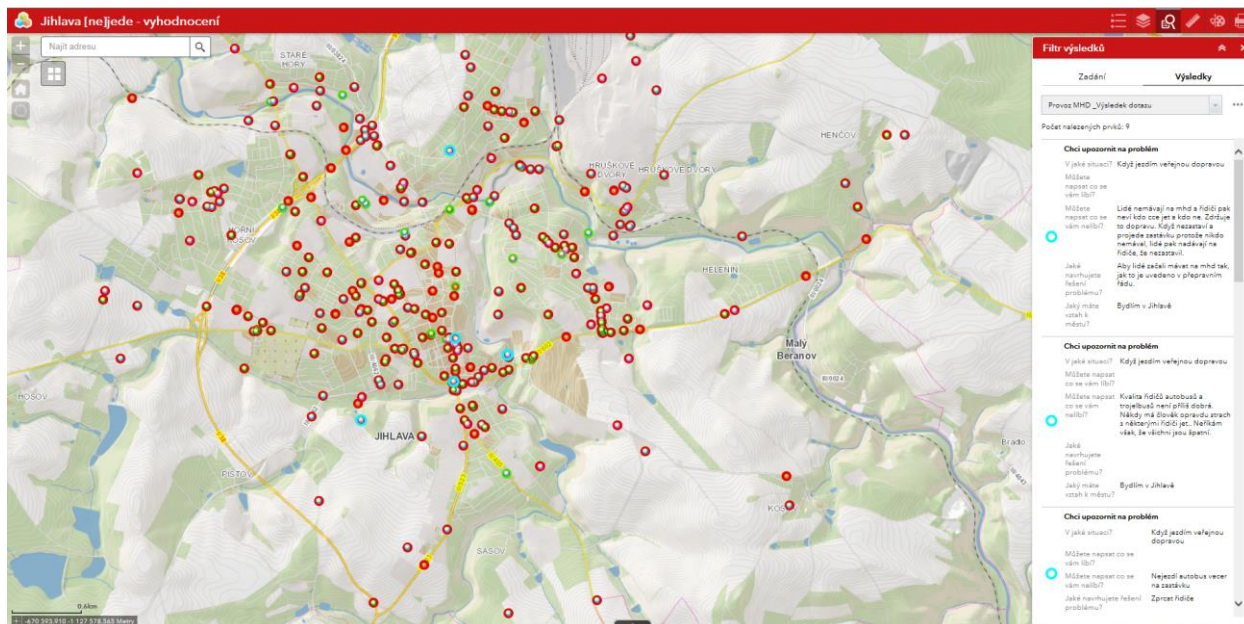 Jihlava [ne]jede - vyhodnocení
Najít adresu
STARÉ
HORY
HENČOV
HRUŠKOVÉ
DVORY
HRUŠKOVÉ DVORY
HORNÍ
KOSOV
HELENÍN
Malý
Beranov
HOSOV
JIHLAVA
PÍSTOV
SASOV
0,6km
Filtr výsledků
Zadání
Výsledky
Provoz MHD _Výsledek dotazu
Počet nalezených prvků: 9
Chci upozornit na problém
V jaké situaci? Když jezdím veřejnou dopravou
Můžete
napsat co se
vám líbí?
Můžete
napsat co se
vám nelíbí?
Lidé nemávají na mhd a řidiči pak
neví kdo cce jet a kdo ne. Zdržuje
to dopravu. Když nezastaví a
projede zastávku protože nikdo
nemával, lidé pak nadávají na
řidiče, že nezastavil.
Jaké
navrhujete
řešení
problému?
Aby lidé začali mávat na mhd tak,
jak to je uvedeno v přepravním
řádu.
Jaký máte
vztah k
městu?
Bydlím v Jihlavě
Chci upozornit na problém
V jaké situaci? Když jezdím veřejnou dopravou
Můžete napsat
co se vám líbí?
Můžete napsat
co se vám
nelíbí?
Kvalita řidičů autobusů a
trojelbusů není příliš dobré.
Někdy má člověk opravdu strach
s některými řidiči jet.. Neříkám
však, že všichni jsou špatní.
Jaké
navrhujete
řešení
problému?
Jaký máte
vztah k městu?
Bydlím v Jihlavě
Chci upozornit na problém
V jaké situaci?
Když jezdím veřejnou
dopravou
Můžete napsat co se
vám líbí?
Můžete napsat co se
vám nelíbí?
Nejezdí autobus vecer
na zastávku
Jaké navrhujete řešení
problému?
Zprcat řidiče